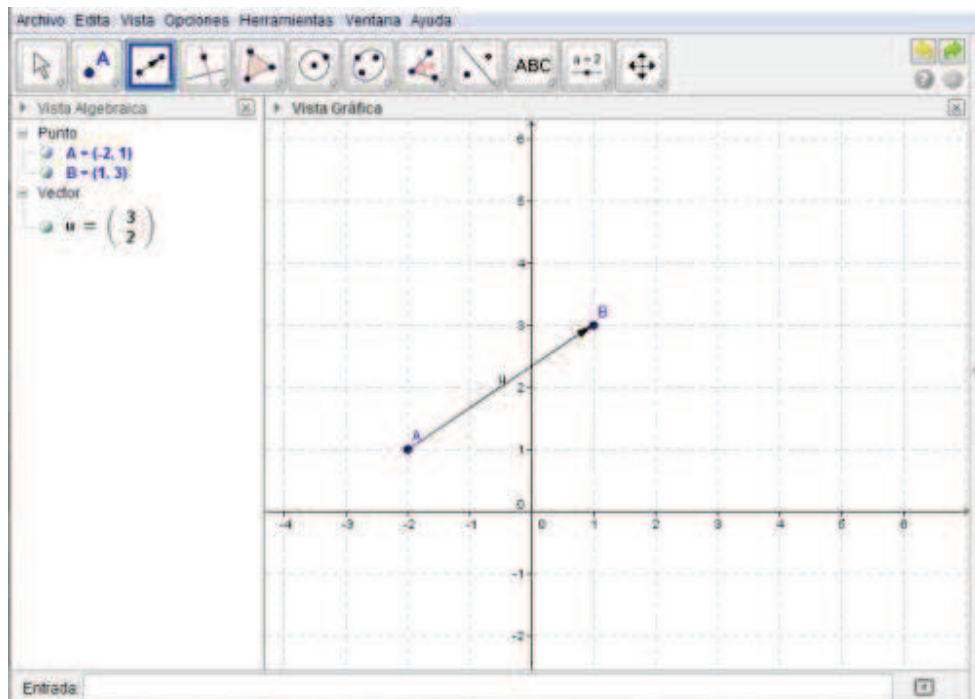 Archivo Edita Vista Opciones Herramientas Ventana Ayuda
A
ABC
a=2
Vista Algebraica
Vista Gráfica
Punto
A = (-2, 1)
B = (1, 3)
Vector
u = ( 3 2 )
6
5
4
3
2
1
0
-1
-2
-4 -3 -2 -1 0 1 2 3 4 5 6
B
u
A
Entrada: